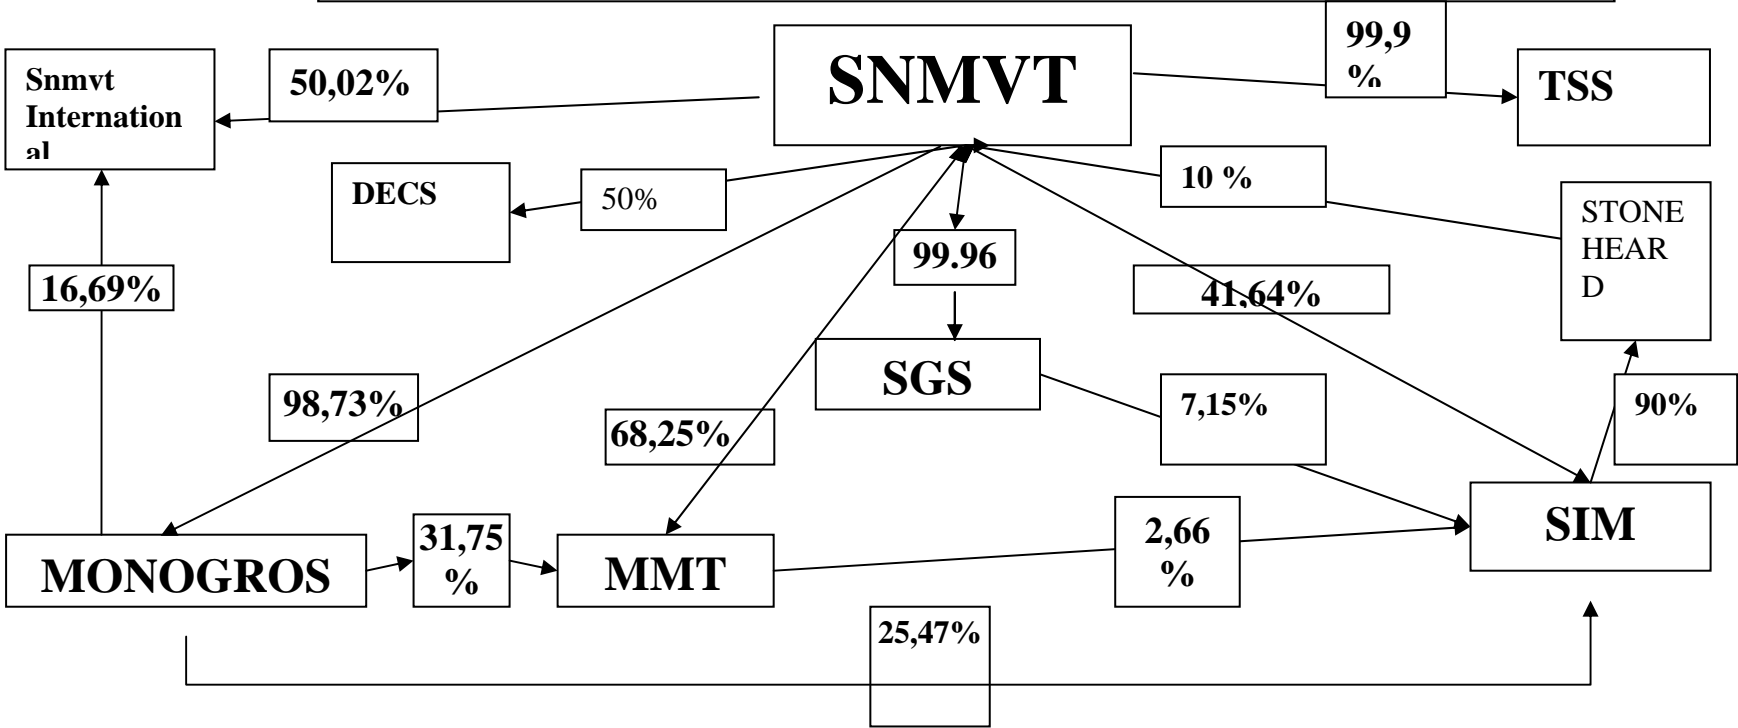 99,9
%
SNMVT
Snmvt
Internation
al
50,02%
TSS
DECS
50%
10 %
STONE
HEAR
D
99.96
16,69%
41,64%
SGS
98,73%
68,25%
7,15%
90%
31,75
%
2,66
%
SIM
MONOGROS
MMT
25,47%